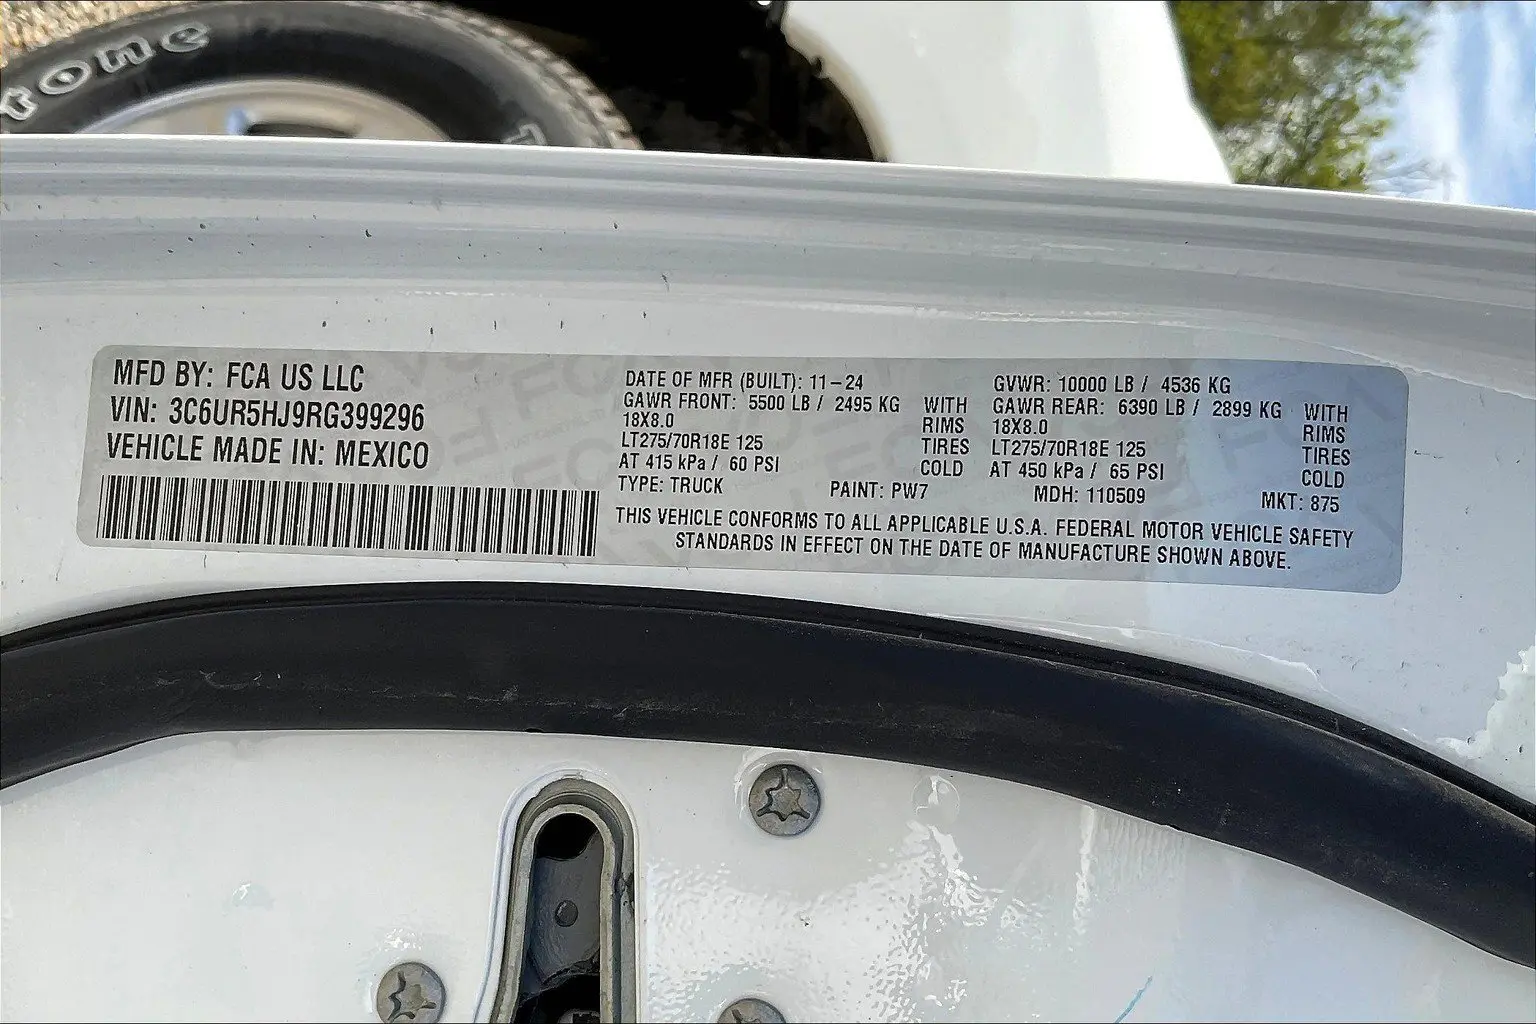 tone
MFD BY: FCA US LLC
VIN: 3C6UR5HJ9RG399296
VEHICLE MADE IN: MEXICO
DATE OF MFR (BUILT): 11-24 GVWR: 10000 LB / 4536 KG
GAWR FRONT: 5500 LB / 2495 KG WITH GAWR REAR: 6390 LB / 2899 KG WITH
18X8.0 RIMS 18X8.0 RIMS
LT275/70R18E 125 TIRES LT275/70R18E 125 TIRES
AT 415 kPa / 60 PSI COLD AT 450 kPa / 65 PSI COLD
TYPE: TRUCK PAINT: PW7 MDH: 110509 MKT: 875
THIS VEHICLE CONFORMS TO ALL APPLICABLE U.S.A. FEDERAL MOTOR VEHICLE SAFETY
STANDARDS IN EFFECT ON THE DATE OF MANUFACTURE SHOWN ABOVE.